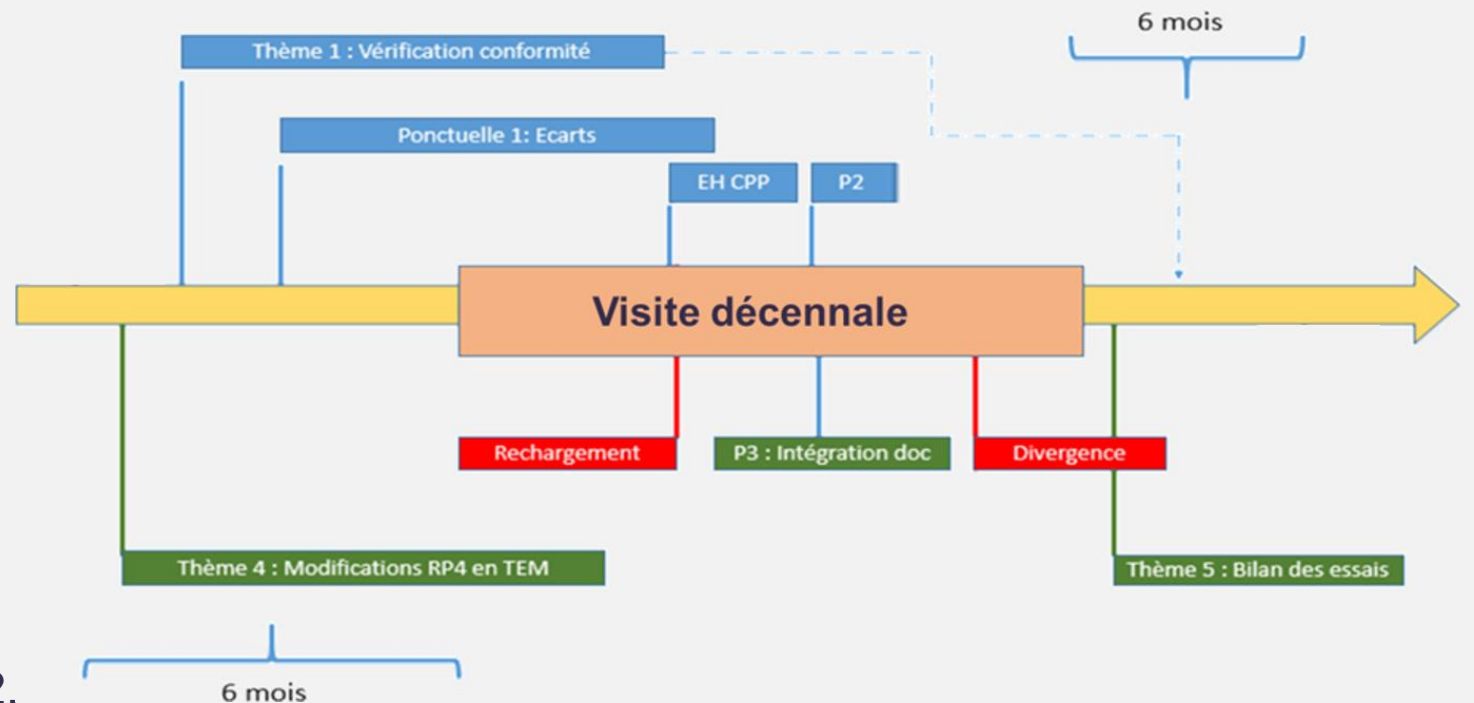 6 mois
Thème 1 : Vérification conformité
Ponctuelle 1: Ecarts
EH CPP
P2
Visite décennale
Rechargement
P3 : Intégration doc
Divergence
Thème 4 : Modifications RP4 en TEM
Thème 5 : Bilan des essais
6 mois